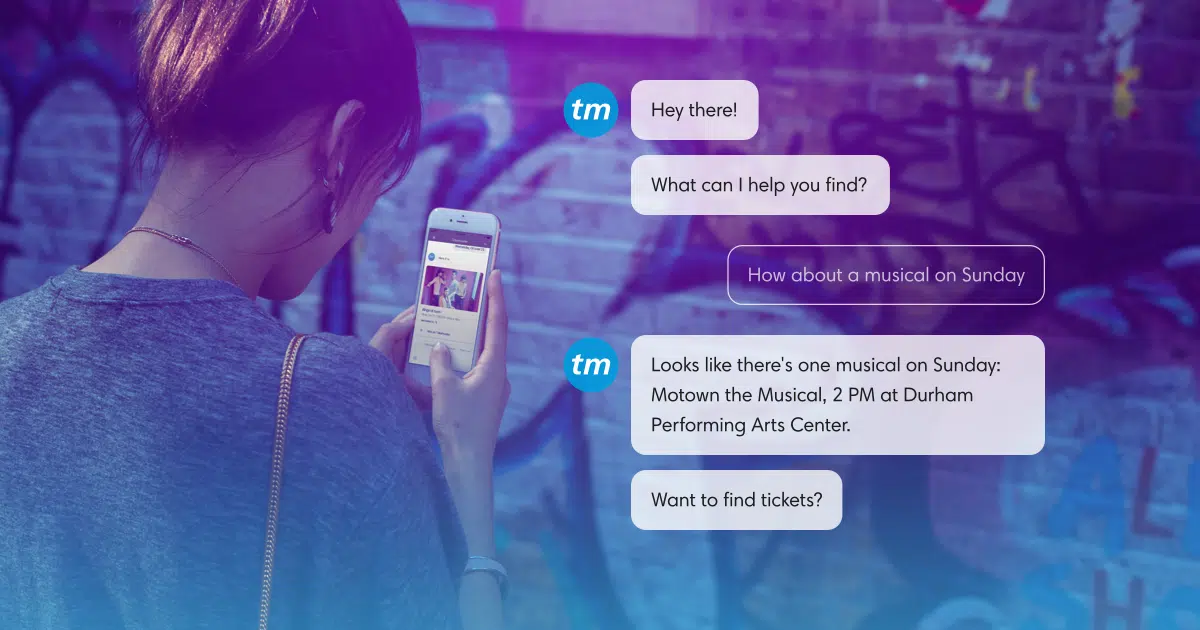 tm
Hey there!
What can I help you find?
How about a musical on Sunday
tm
Looks like there's one musical on Sunday:
Motown the Musical, 2 PM at Durham
Performing Arts Center.
Want to find tickets?